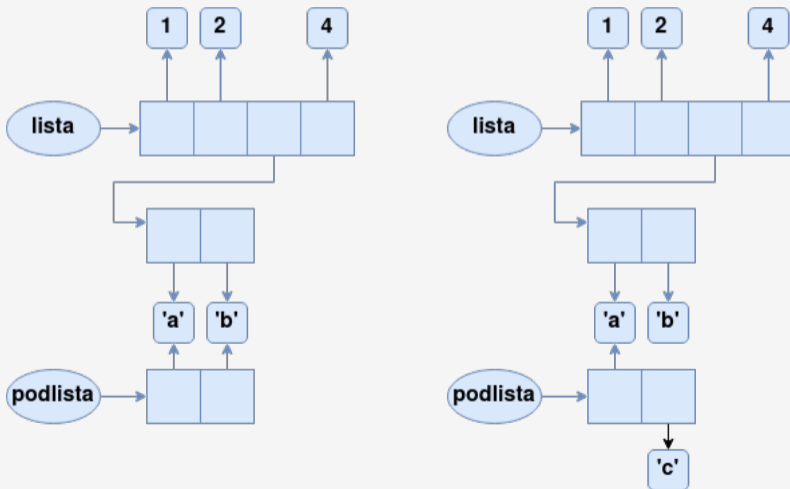 1 2 4 1 2 4
lista lista
'a' 'b' 'a' 'b'
podlista podlista
'c'